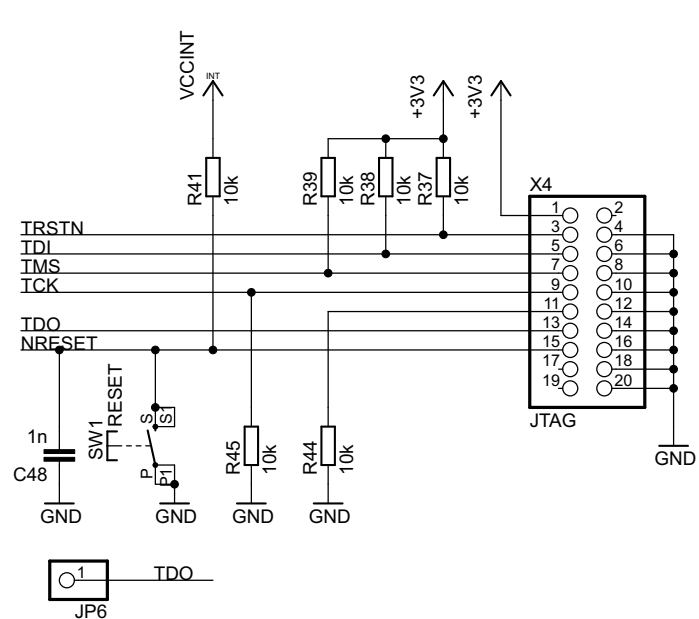 VCCINT
INT
+3V3
+3V3
R41
10k
R39
10k
R38
10k
R37
10k
X4
1 2
3 4
5 6
7 8
9 10
11 12
13 14
15 16
17 18
19 20
JTAG
TRSTN
TDI
TMS
TCK
TDO
NRESET
1n
C48
SW1
RESET
S
S1
P
P1
R45
10k
R44
10k
GND
GND
GND
GND
GND
1
TDO
JP6